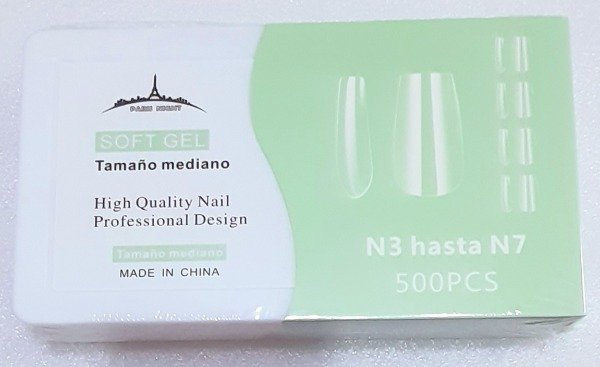 PARIS NIGHT
SOFT GEL
Tamaño mediano
High Quality Nail
Professional Design
Tamaño mediano
MADE IN CHINA
N3 hasta N7
500PCS